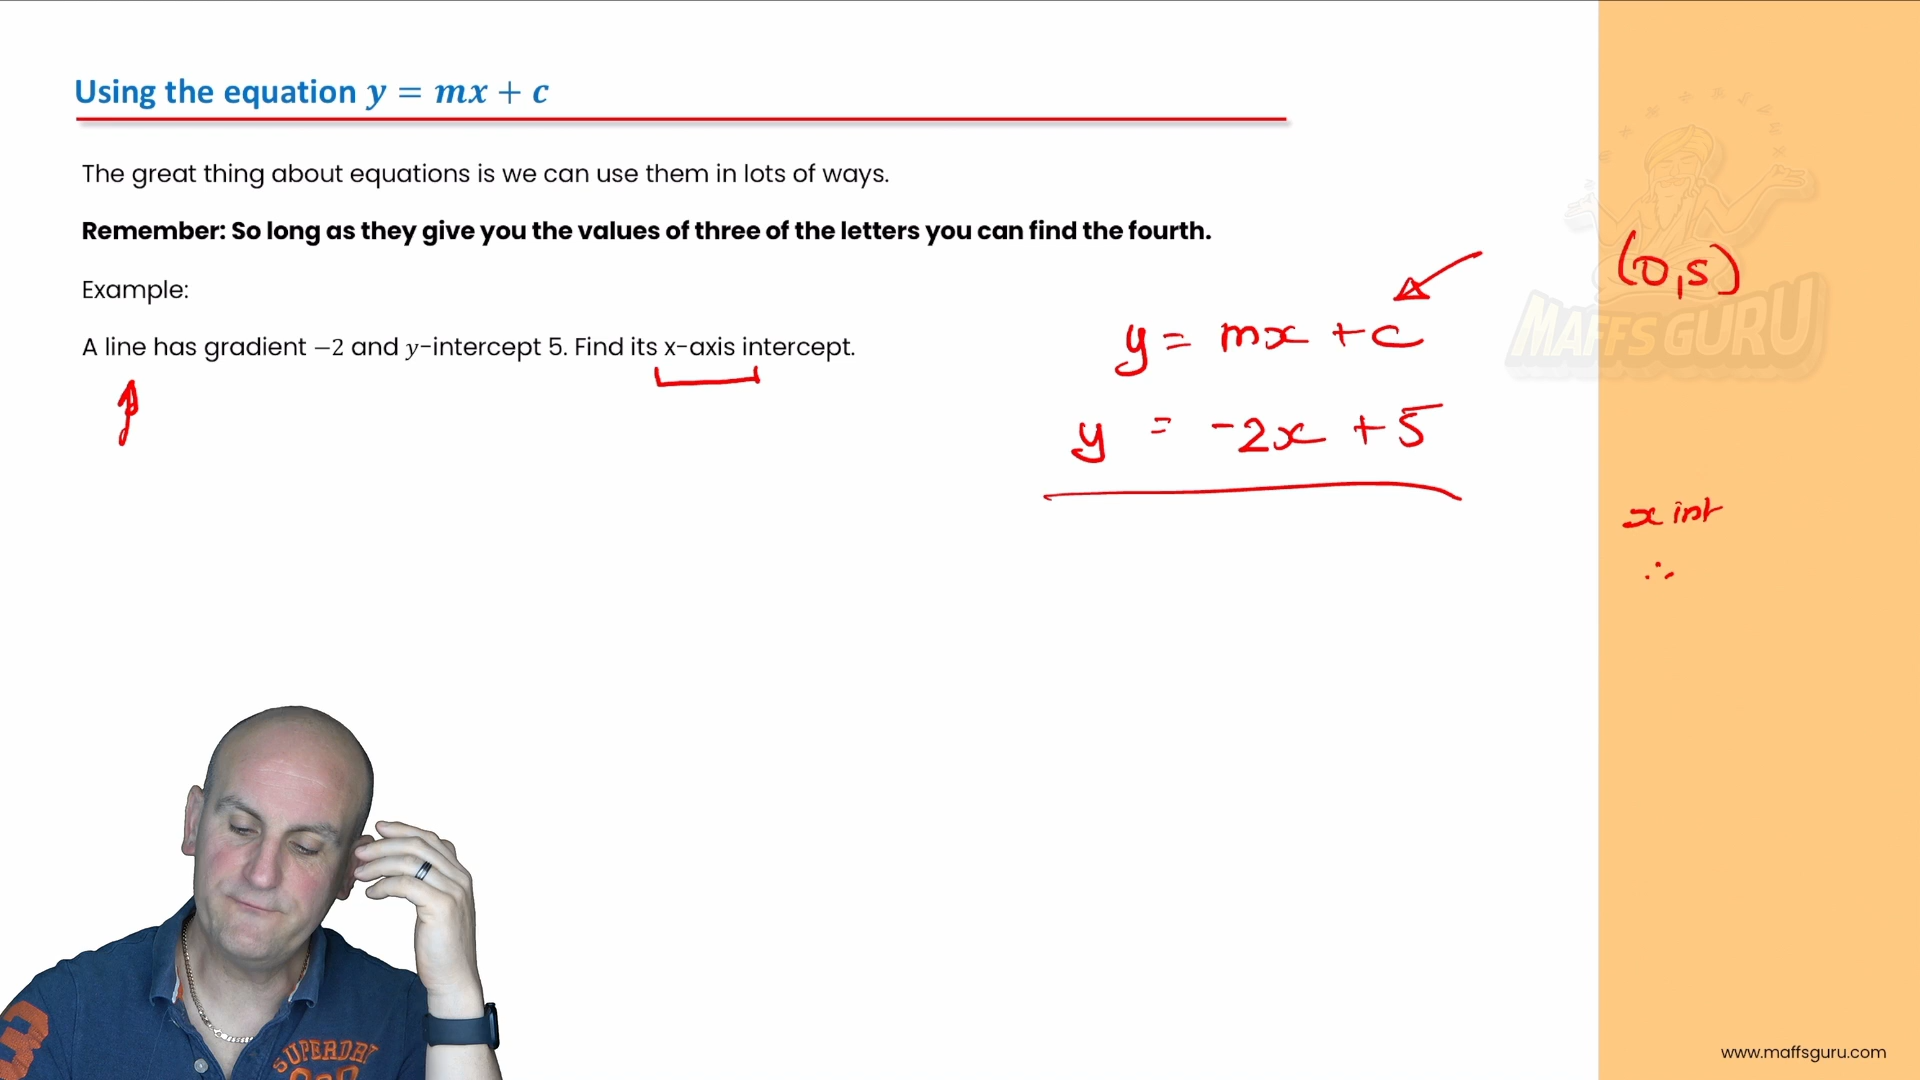 Using the equation y = mx + c
The great thing about equations is we can use them in lots of ways.
Remember: So long as they give you the values of three of the letters you can find the fourth.
Example:
A line has gradient −2 and y-intercept 5. Find its x-axis intercept.
y = mx + c
y = -2x + 5
(0,5)
MAFFS GURU
x int
∴
3
SUPERDRY
www.maffsguru.com